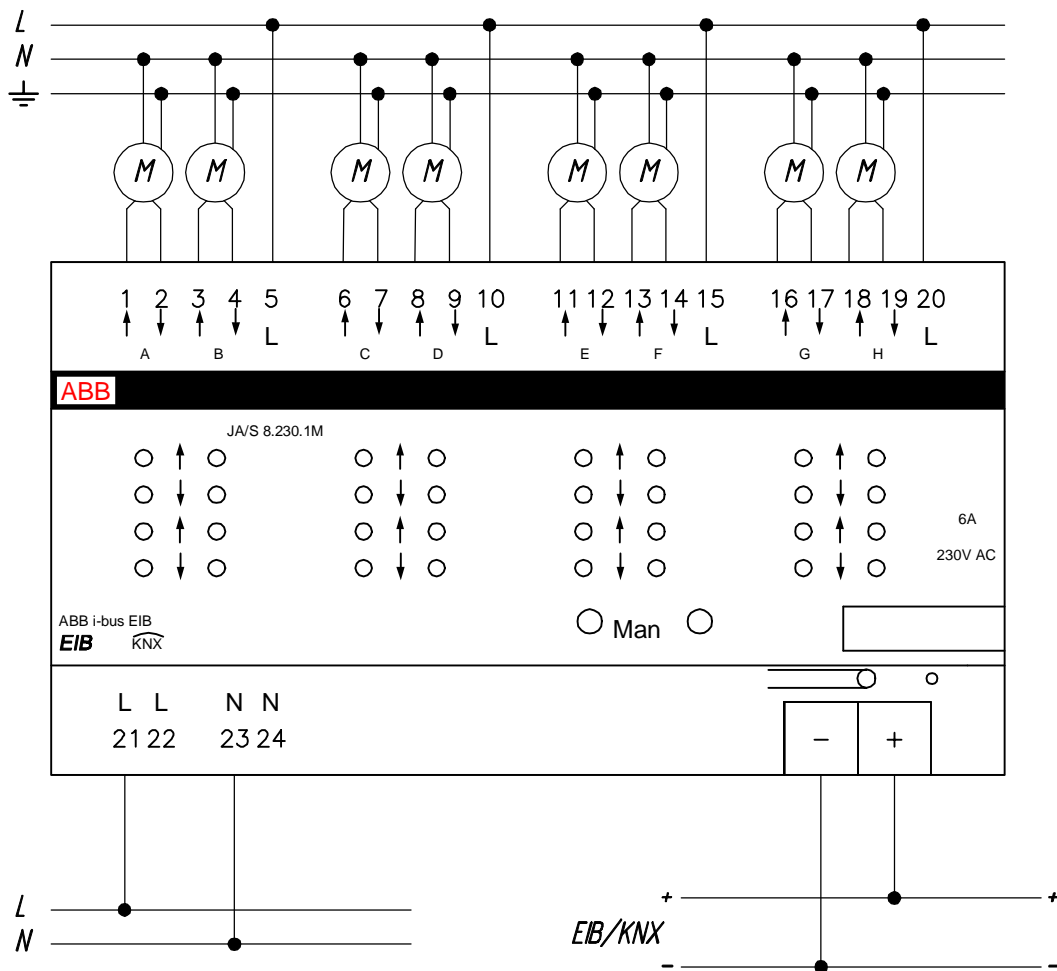 L
N
M M M M M M M M
1 2 3 4 5 6 7 8 9 10 11 12 13 14 15 16 17 18 19 20
L L L L
A B C D E F G H
ABB
JA/S 8.230.1M
6A
230V AC
ABB i-bus EIB
Man
EIB KNX
L L N N
21 22 23 24
- +
L
N
+ +
EIB/KNX
- -